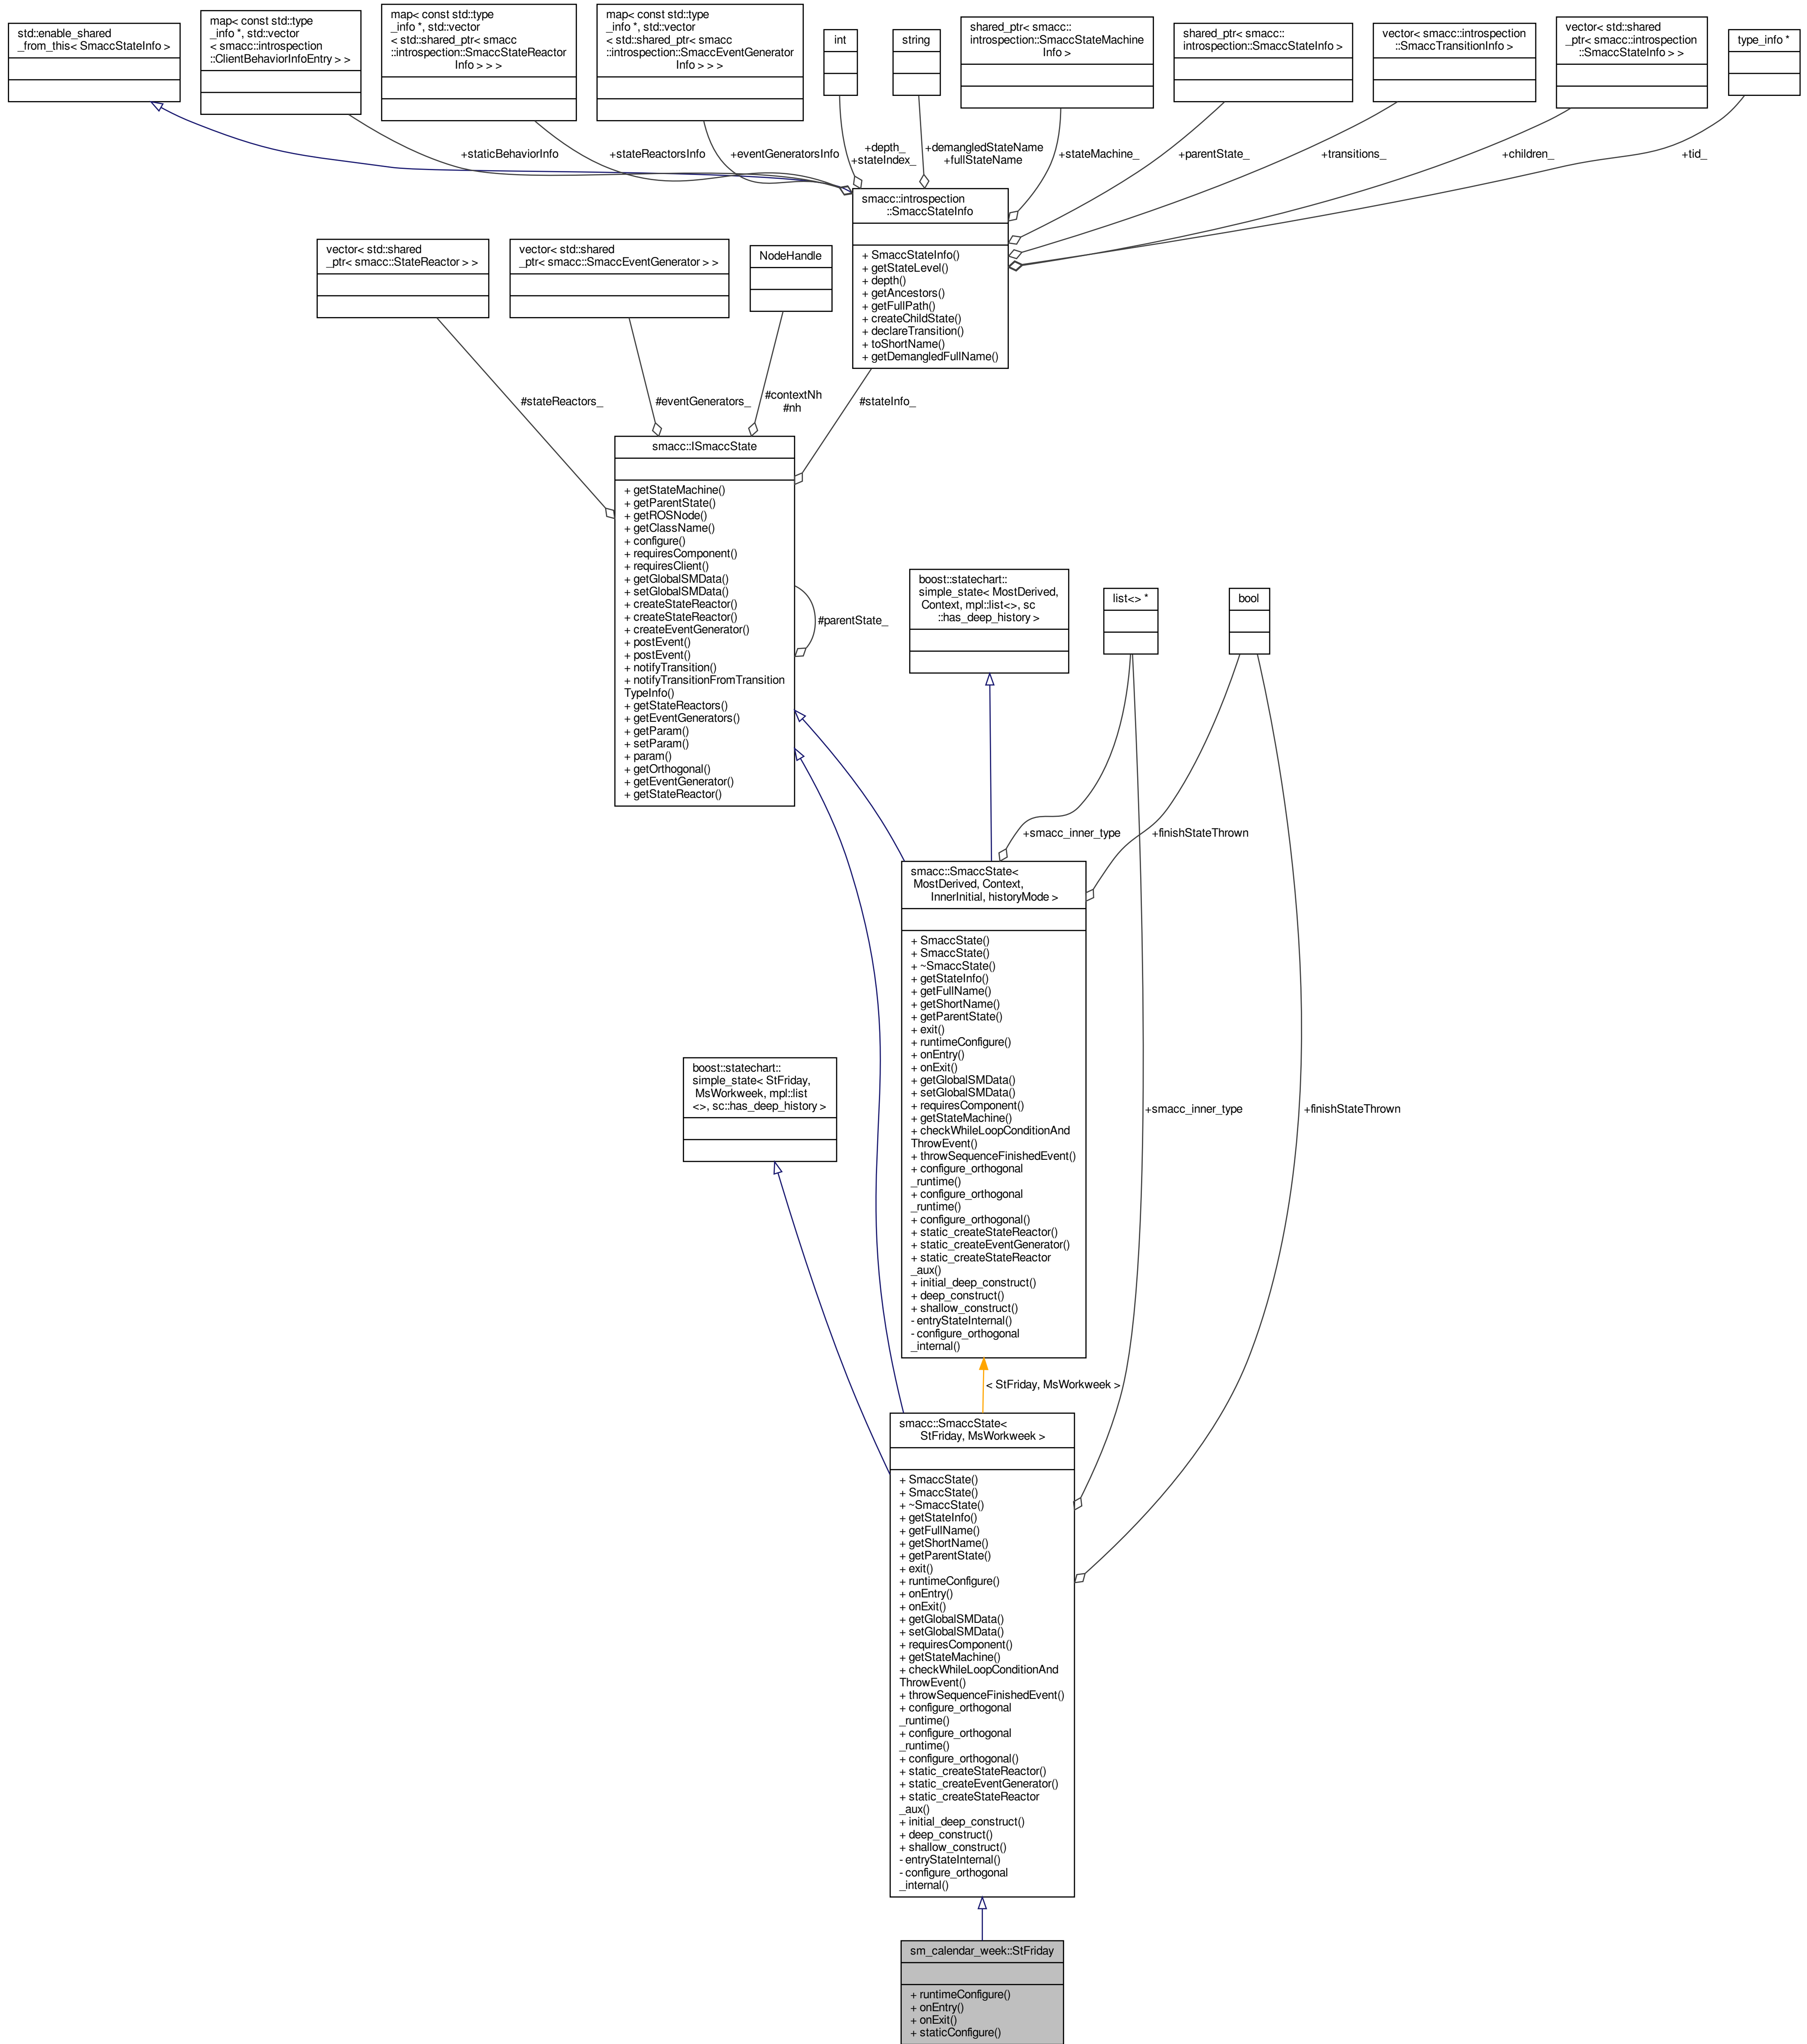 std::enable_shared
_from_this< SmaccStateInfo >
map< const std::type
_info *, std::vector
< smacc::introspection
::ClientBehaviorInfoEntry > >
map< const std::type
_info *, std::vector
< std::shared_ptr< smacc
::introspection::SmaccStateReactor
Info > > >
map< const std::type
_info *, std::vector
< std::shared_ptr< smacc
::introspection::SmaccEventGenerator
Info > > >
int
string
shared_ptr< smacc::
introspection::SmaccStateMachine
Info >
shared_ptr< smacc::
introspection::SmaccStateInfo >
vector< smacc::introspection
::SmaccTransitionInfo >
vector< std::shared
_ptr< smacc::introspection
::SmaccStateInfo > >
type_info *
+staticBehaviorInfo
+stateReactorsInfo
+eventGeneratorsInfo
+depth_
+stateIndex_
+demangledStateName
+fullStateName
+stateMachine_
+parentState_
+transitions_
+children_
+tid_
smacc::introspection
::SmaccStateInfo
+ SmaccStateInfo()
+ getStateLevel()
+ depth()
+ getAncestors()
+ getFullPath()
+ createChildState()
+ declareTransition()
+ toShortName()
+ getDemangledFullName()
vector< std::shared
_ptr< smacc::StateReactor > >
vector< std::shared
_ptr< smacc::SmaccEventGenerator > >
NodeHandle
#stateReactors_
#eventGenerators_
#contextNh
#nh
#stateInfo_
smacc::ISmaccState
+ getStateMachine()
+ getParentState()
+ getROSNode()
+ getClassName()
+ configure()
+ requiresComponent()
+ requiresClient()
+ getGlobalSMData()
+ setGlobalSMData()
+ createStateReactor()
+ createStateReactor()
+ createEventGenerator()
+ postEvent()
+ postEvent()
+ notifyTransition()
+ notifyTransitionFromTransition
TypeInfo()
+ getStateReactors()
+ getEventGenerators()
+ getParam()
+ setParam()
+ param()
+ getOrthogonal()
+ getEventGenerator()
+ getStateReactor()
#parentState_
boost::statechart::
simple_state< MostDerived,
Context, mpl::list<>, sc
::has_deep_history >
list<> *
bool
+smacc_inner_type
+finishStateThrown
smacc::SmaccState<
MostDerived, Context,
InnerInitial, historyMode >
+ SmaccState()
+ SmaccState()
+ ~SmaccState()
+ getStateInfo()
+ getFullName()
+ getShortName()
+ getParentState()
+ exit()
+ runtimeConfigure()
+ onEntry()
+ onExit()
+ getGlobalSMData()
+ setGlobalSMData()
+ requiresComponent()
+ getStateMachine()
+ checkWhileLoopConditionAnd
ThrowEvent()
+ throwSequenceFinishedEvent()
+ configure_orthogonal
_runtime()
+ configure_orthogonal
_runtime()
+ configure_orthogonal()
+ static_createStateReactor()
+ static_createEventGenerator()
+ static_createStateReactor
_aux()
+ initial_deep_construct()
+ deep_construct()
+ shallow_construct()
- entryStateInternal()
- configure_orthogonal
_internal()
boost::statechart::
simple_state< StFriday,
MsWorkweek, mpl::list
<>, sc::has_deep_history >
+smacc_inner_type
+finishStateThrown
< StFriday, MsWorkweek >
smacc::SmaccState<
StFriday, MsWorkweek >
+ SmaccState()
+ SmaccState()
+ ~SmaccState()
+ getStateInfo()
+ getFullName()
+ getShortName()
+ getParentState()
+ exit()
+ runtimeConfigure()
+ onEntry()
+ onExit()
+ getGlobalSMData()
+ setGlobalSMData()
+ requiresComponent()
+ getStateMachine()
+ checkWhileLoopConditionAnd
ThrowEvent()
+ throwSequenceFinishedEvent()
+ configure_orthogonal
_runtime()
+ configure_orthogonal
_runtime()
+ configure_orthogonal()
+ static_createStateReactor()
+ static_createEventGenerator()
+ static_createStateReactor
_aux()
+ initial_deep_construct()
+ deep_construct()
+ shallow_construct()
- entryStateInternal()
- configure_orthogonal
_internal()
sm_calendar_week::StFriday
+ runtimeConfigure()
+ onEntry()
+ onExit()
+ staticConfigure()